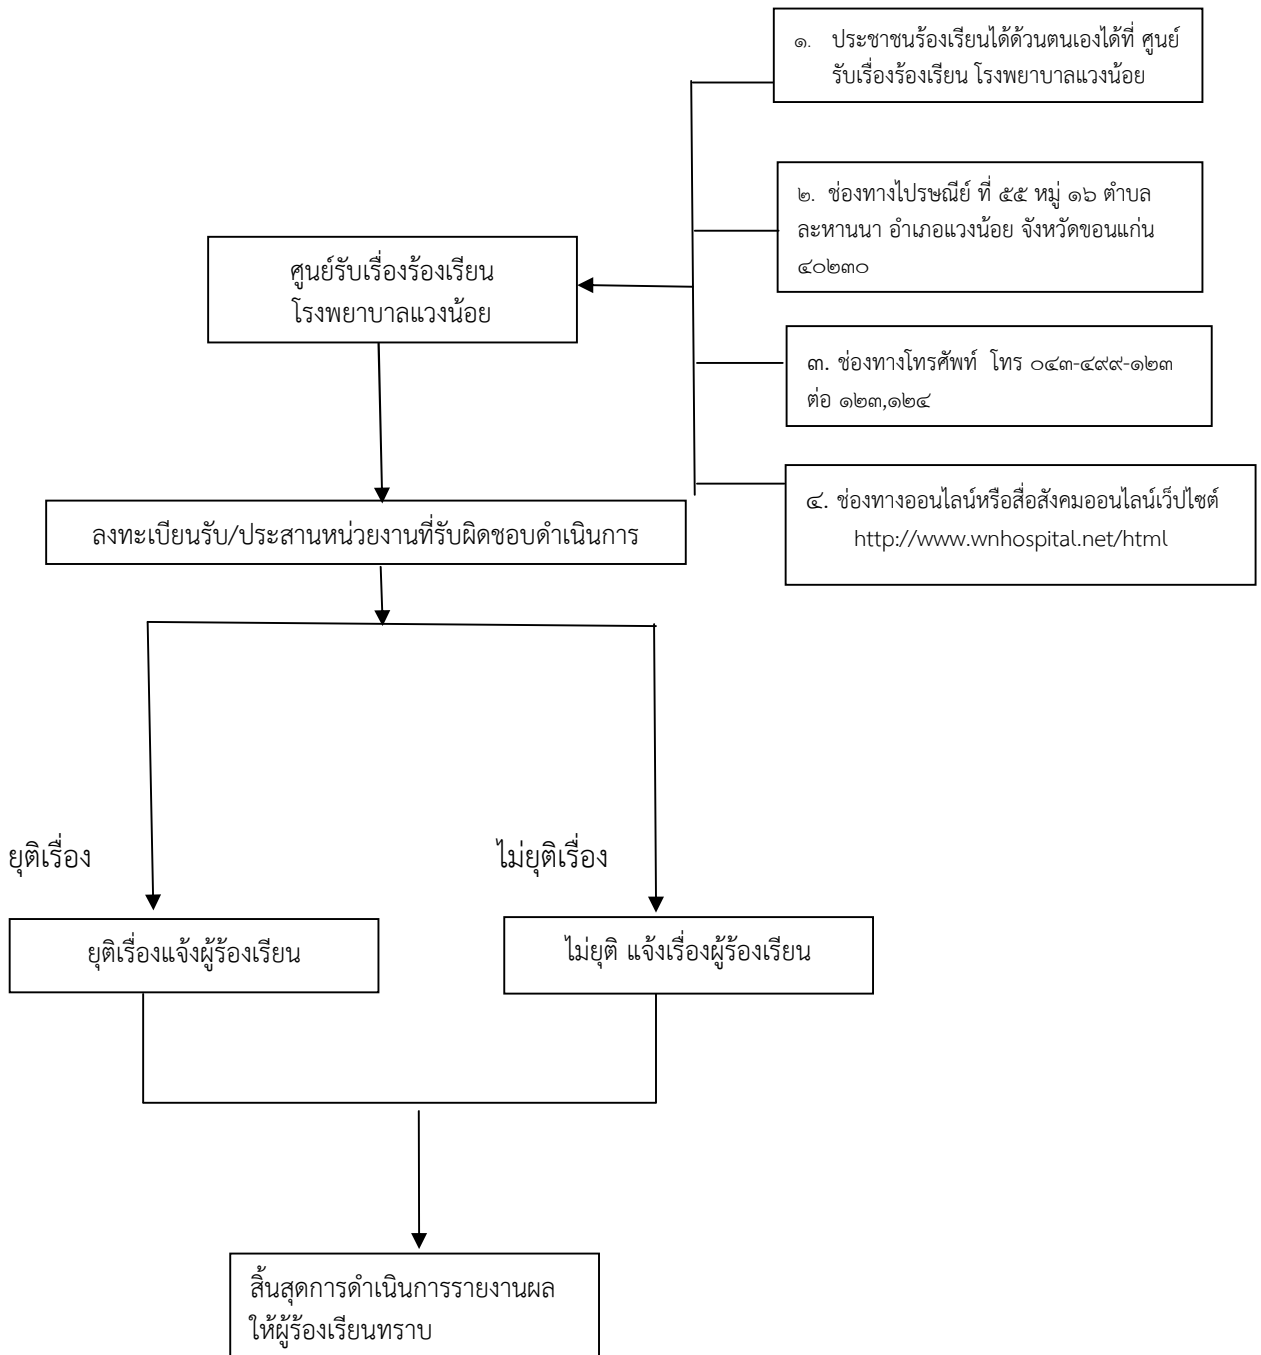 ๑. ประชาชนร้องเรียนได้ด้วนตนเองได้ที่ ศูนย์
รับเรื่องร้องเรียน โรงพยาบาลแวงน้อย
๒. ช่องทางไปรษณีย์ ที่ ๕๕ หมู่ ๑๖ ตำบล
ละหานนา อำเภอแวงน้อย จังหวัดขอนแก่น
๔๐๒๓๐
ศูนย์รับเรื่องร้องเรียน
โรงพยาบาลแวงน้อย
๓. ช่องทางโทรศัพท์ โทร ๐๔๓-๔๙๙-๑๒๓
ต่อ ๑๒๓,๑๒๔
๔. ช่องทางออนไลน์หรือสื่อสังคมออนไลน์เว็ปไซต์
http://www.wnhospital.net/html
ลงทะเบียนรับ/ประสานหน่วยงานที่รับผิดชอบดำเนินการ
ยุติเรื่อง
ไม่ยุติเรื่อง
ยุติเรื่องแจ้งผู้ร้องเรียน
ไม่ยุติ แจ้งเรื่องผู้ร้องเรียน
สิ้นสุดการดำเนินการรายงานผล
ให้ผู้ร้องเรียนทราบ